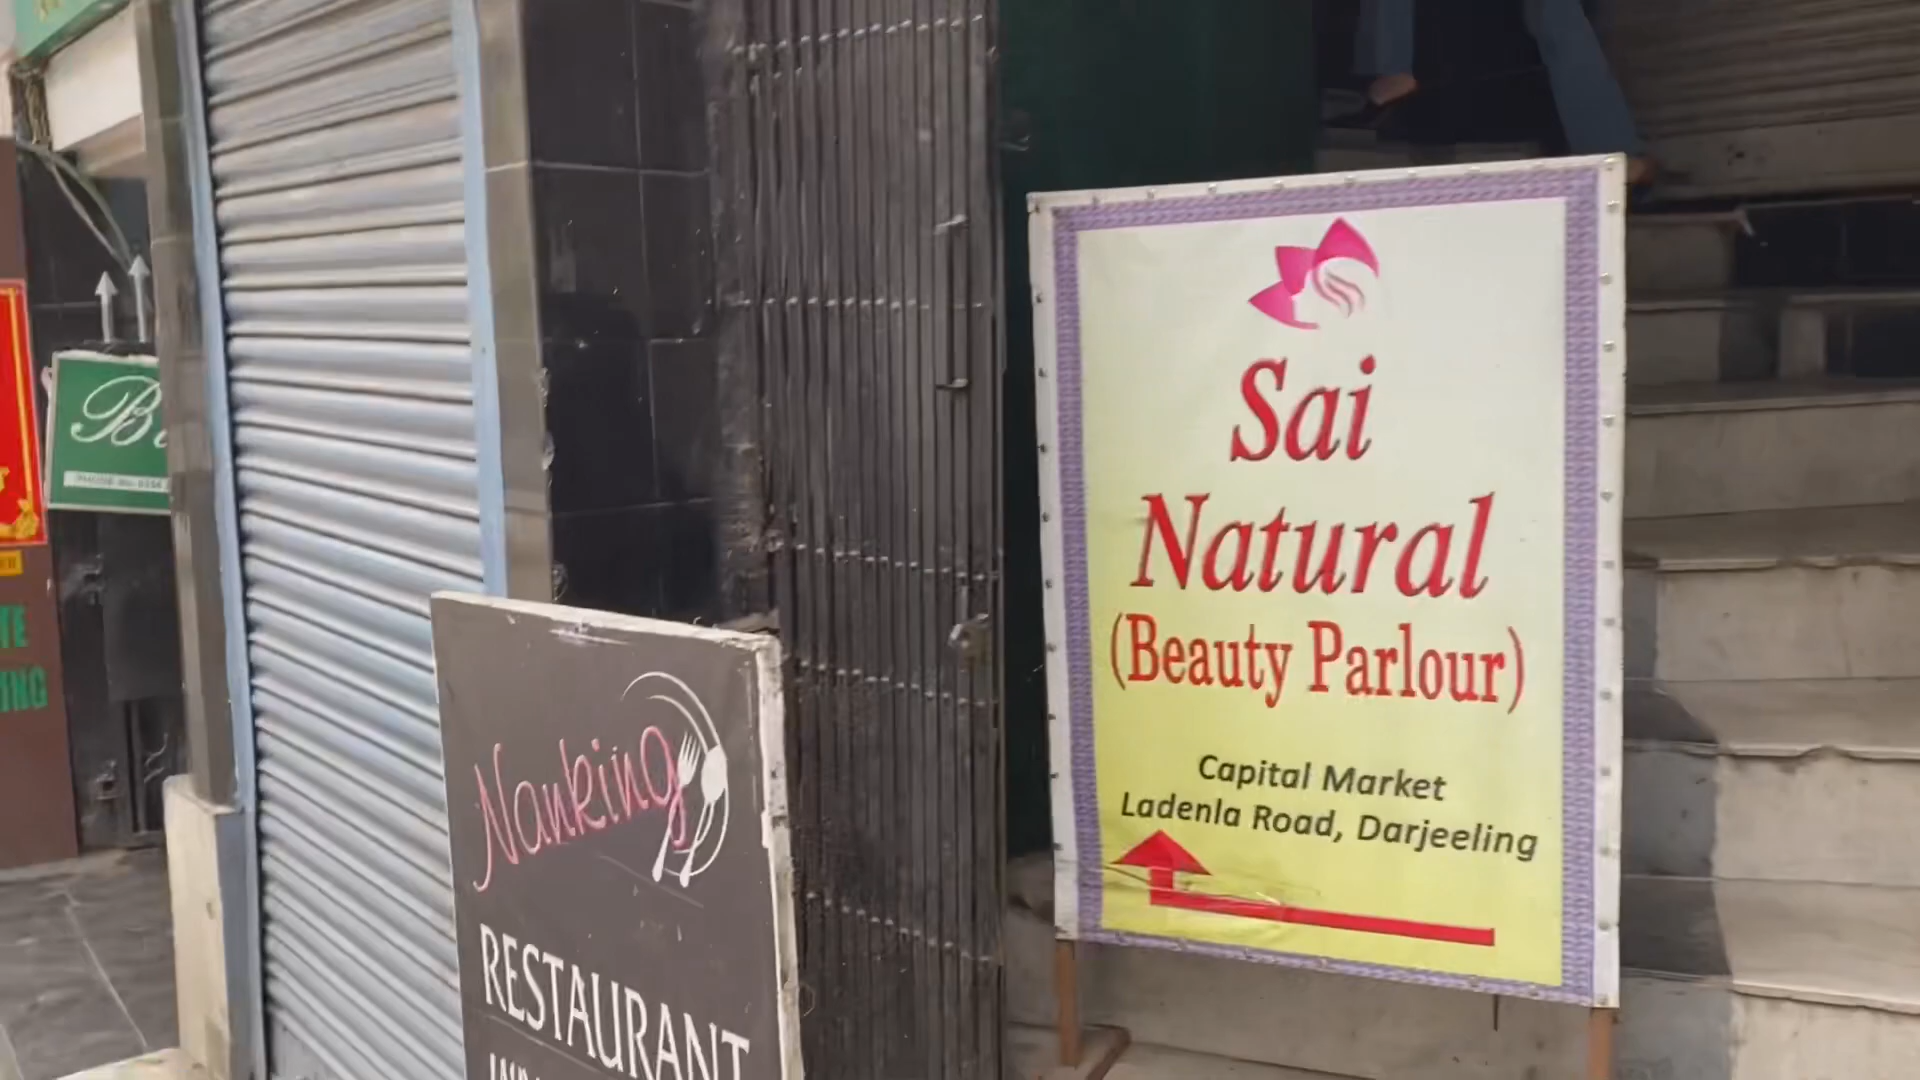 Sai
Natural
(Beauty Parlour)
Capital Market
Ladenla Road, Darjeeling
Nanking
RESTAURANT